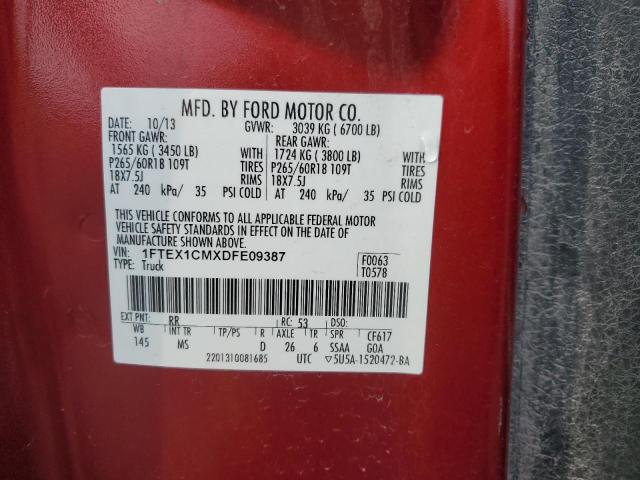 MFD. BY FORD MOTOR CO.
DATE: 10/13 GVWR: 3039 KG ( 6700 LB)
FRONT GAWR: REAR GAWR:
1565 KG ( 3450 LB) WITH 1724 KG ( 3800 LB) WITH
P265/60R18 109T TIRES P265/60R18 109T TIRES
18X7.5J RIMS 18X7.5J RIMS
AT 240 kPa/ 35 PSI COLD AT 240 kPa/ 35 PSI COLD
THIS VEHICLE CONFORMS TO ALL APPLICABLE FEDERAL MOTOR
VEHICLE SAFETY STANDARDS IN EFFECT ON THE DATE OF
MANUFACTURE SHOWN ABOVE.
VIN: 1FTEX1CMXDFE09387 F0063
TYPE: Truck T0578
EXT PNT: RR RC: 53 DSO:
WB INT TR TP/PS R AXLE TR SPR CF617
145 MS D 26 6 SSAA G0A
2201310081685 UTC ▽5U5A-1520472-BA